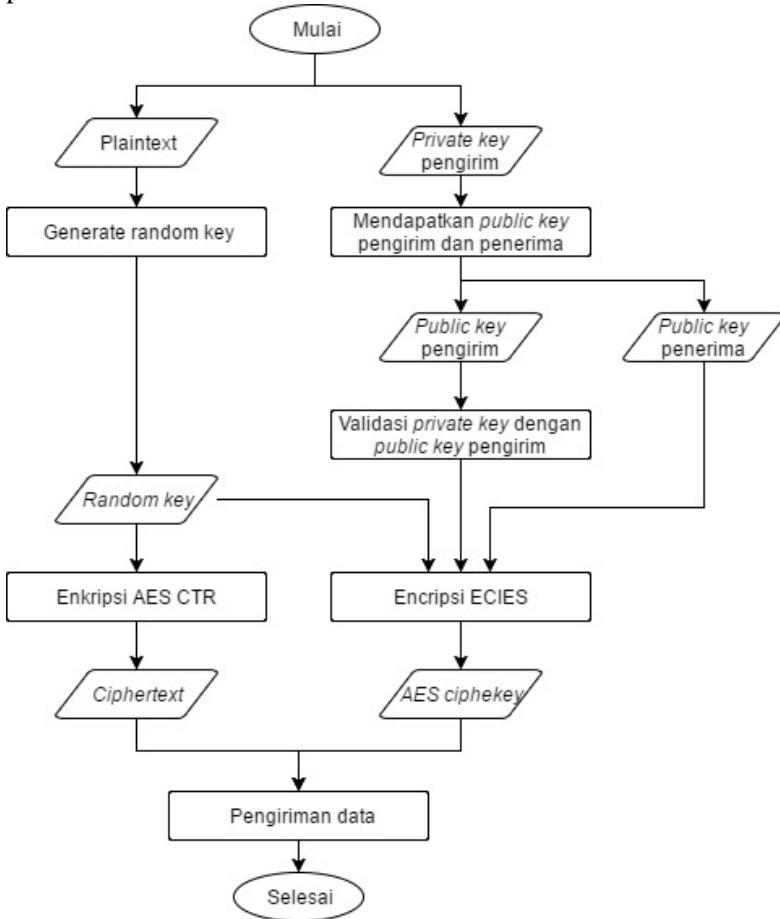 Mulai
Plaintext
Private key
pengirim
Generate random key
Mendapatkan public key
pengirim dan penerima
Public key
pengirim
Public key
penerima
Validasi private key dengan
public key pengirim
Random key
Enkripsi AES CTR
Encripsi ECIES
Ciphertext
AES ciphekey
Pengiriman data
Selesai